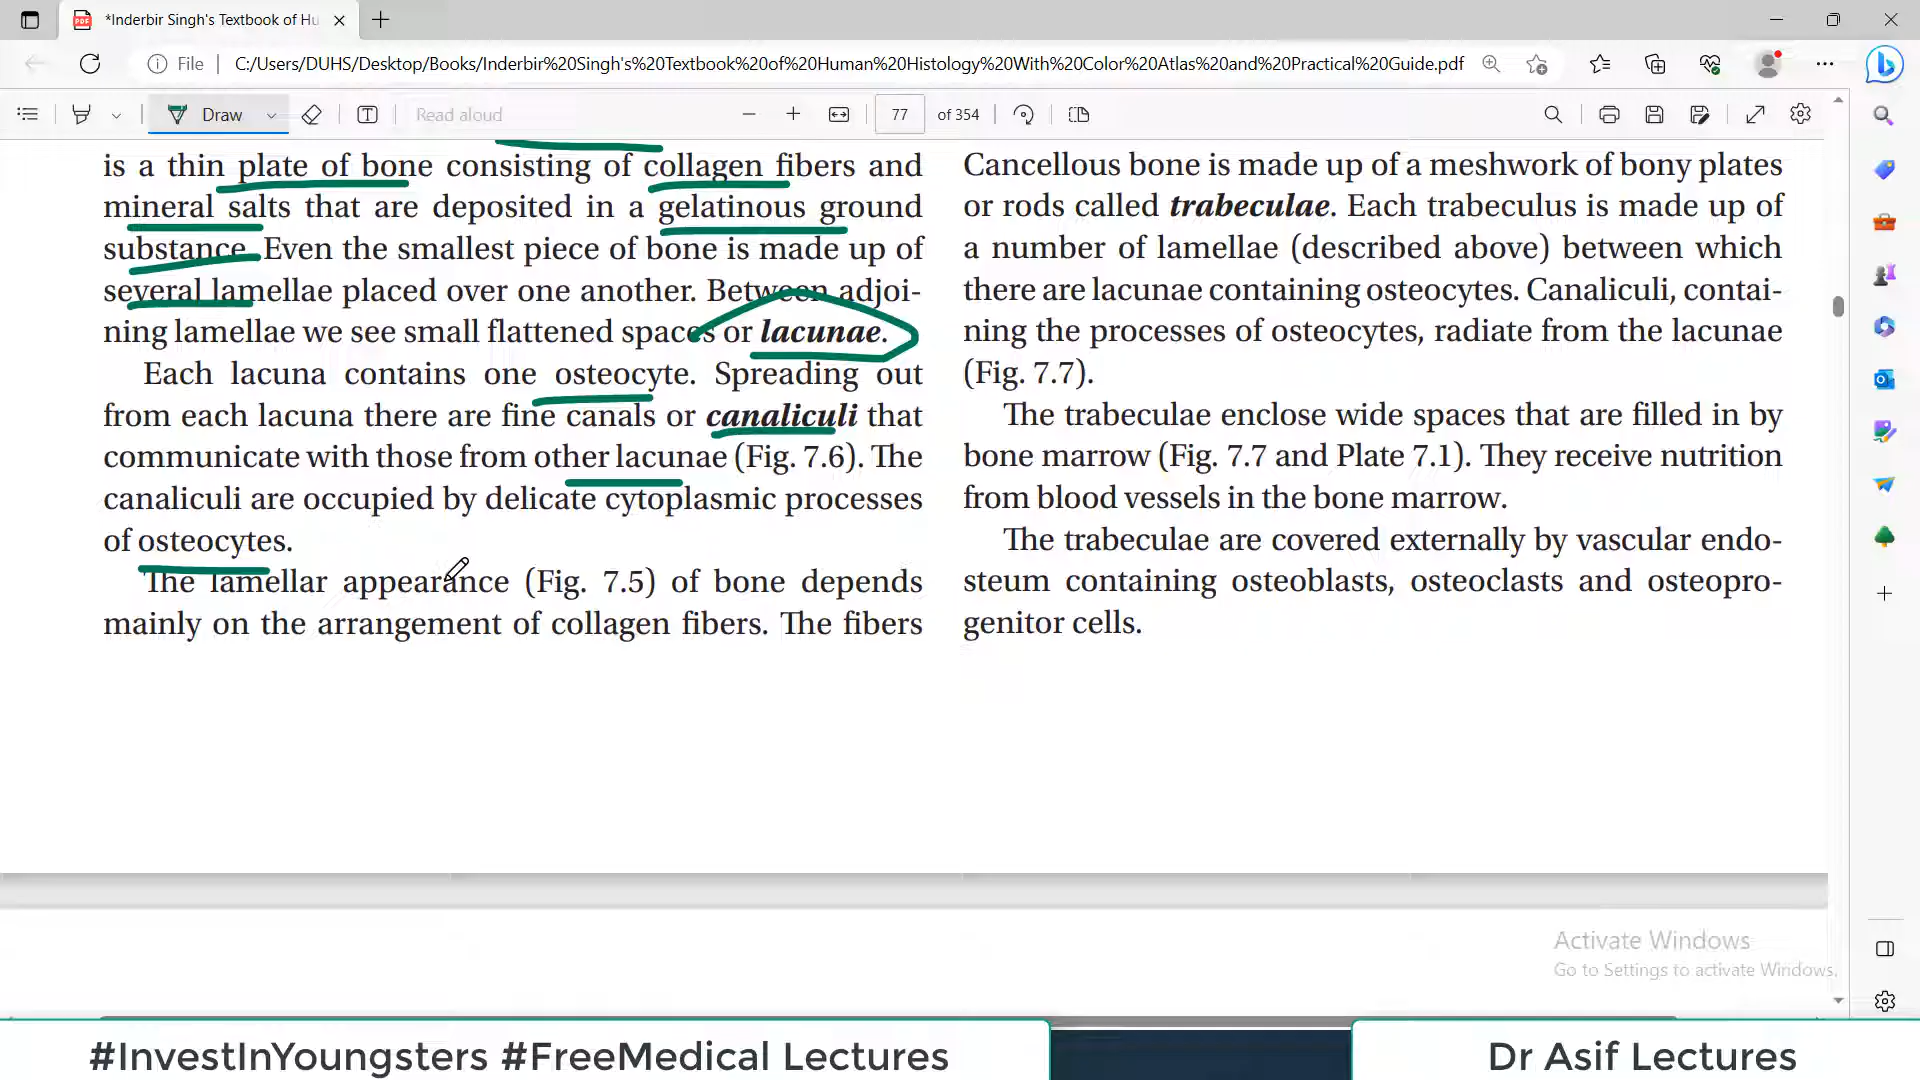 *Inderbir Singh's Textbook of Hu
File
C:/Users/DUHS/Desktop/Books/Inderbir%20Singh's%20Textbook%20of%20Human%20Histology%20With%20Color%20Atlas%20and%20Practical%20Guide.pdf
Draw
Read aloud
77
of 354
is a thin plate of bone consisting of collagen fibers and
mineral salts that are deposited in a gelatinous ground
substance. Even the smallest piece of bone is made up of
several lamellae placed over one another. Between adjoi-
ning lamellae we see small flattened spaces or lacunae.
Each lacuna contains one osteocyte. Spreading out
from each lacuna there are fine canals or canaliculi that
communicate with those from other lacunae (Fig. 7.6). The
canaliculi are occupied by delicate cytoplasmic processes
of osteocytes.
The lamellar appearance (Fig. 7.5) of bone depends
mainly on the arrangement of collagen fibers. The fibers
Cancellous bone is made up of a meshwork of bony plates
or rods called trabeculae. Each trabeculus is made up of
a number of lamellae (described above) between which
there are lacunae containing osteocytes. Canaliculi, contai-
ning the processes of osteocytes, radiate from the lacunae
(Fig. 7.7).
The trabeculae enclose wide spaces that are filled in by
bone marrow (Fig. 7.7 and Plate 7.1). They receive nutrition
from blood vessels in the bone marrow.
The trabeculae are covered externally by vascular endo-
steum containing osteoblasts, osteoclasts and osteopro-
genitor cells.
Activate Windows
Go to Settings to activate Windows.
#InvestInYoungsters #FreeMedical Lectures
Dr Asif Lectures